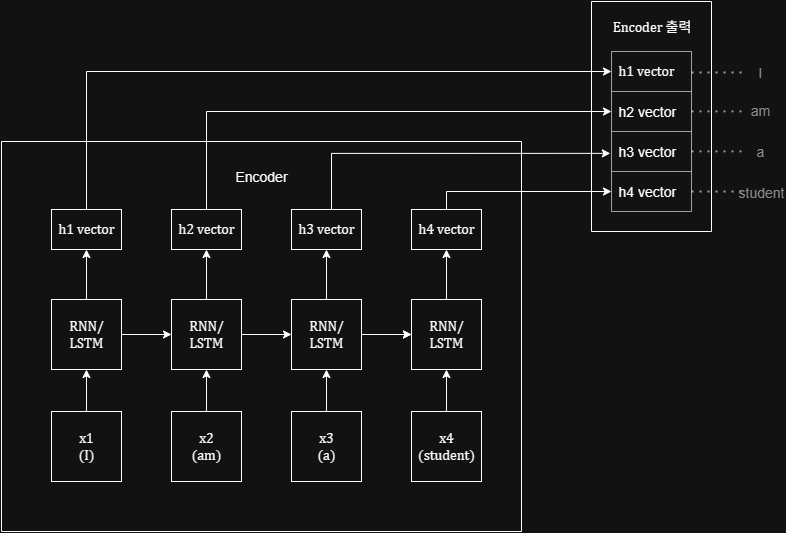 Encoder 출력
h1 vector
I
h2 vector
am
h3 vector
a
h4 vector
student
Encoder
h1 vector
h2 vector
h3 vector
h4 vector
RNN/
LSTM
RNN/
LSTM
RNN/
LSTM
RNN/
LSTM
x1
(I)
x2
(am)
x3
(a)
x4
(student)